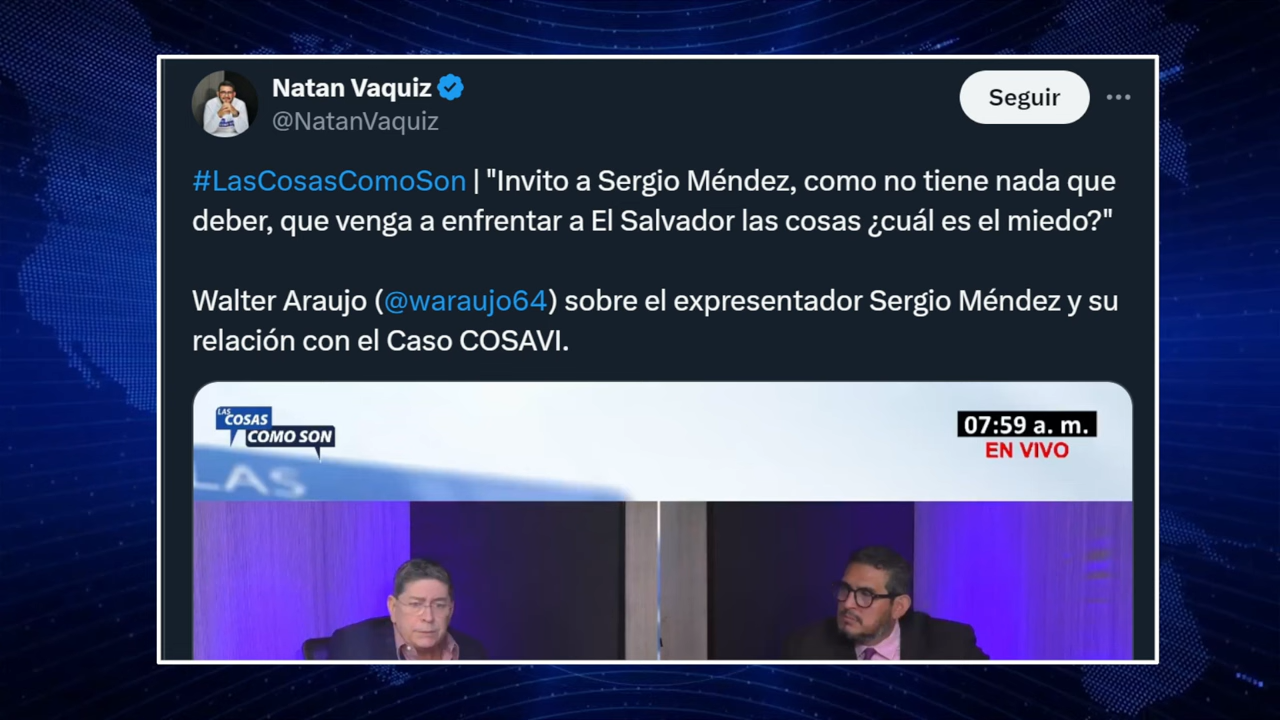 Natan Vaquiz
@NatanVaquiz
Seguir
#LasCosasComoSon | "Invito a Sergio Méndez, como no tiene nada que
deber, que venga a enfrentar a El Salvador las cosas ¿cuál es el miedo?"
Walter Araujo (@waraujo64) sobre el expresentador Sergio Méndez y su
relación con el Caso COSAVI.
LAS
COSAS
COMO SON
07:59 a. m.
EN VIVO
LAS